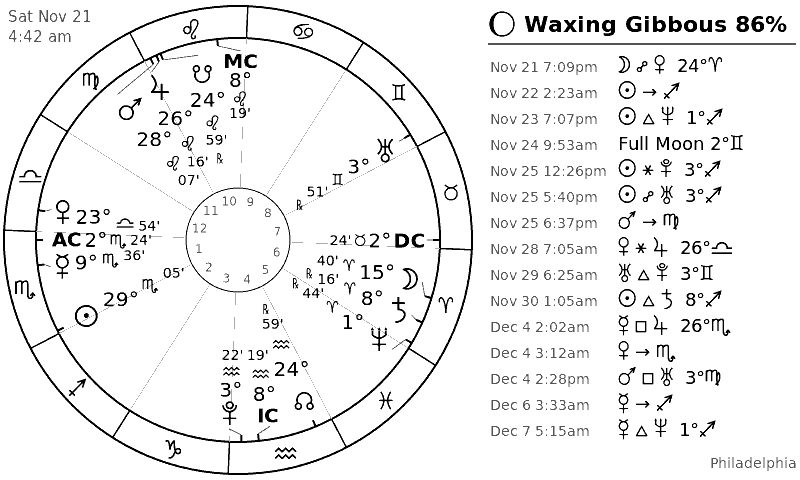 Sat Nov 21
4:42 am
MC
8°
♌
19'
24°
♌
59'
26°
♌
16' ℞
28°
♌
07'
3° ♊ 51' ℞
♀ 23° ♎ 54'
AC 2° ♏ 24'
☿ 9° ♏ 36'
☉ 29° ♏ 05'
24' ♉ 2° DC
40' ♈ 15° ☽
℞ 16' ♈ 8° ♄
℞ 44' ♈ 1° ♆
℞
59'
♒
24°
☊
22' 19'
♒ ♒
3° 8°
♇ IC
10 9
11 8
12 7
1 6
2 5
3 4
☽ Waxing Gibbous 86%
Nov 21 7:09pm ☽ ☍ ♀ 24°♈
Nov 22 2:23am ☉ → ♐
Nov 23 7:07pm ☉ △ ♆ 1°♐
Nov 24 9:53am Full Moon 2°♊
Nov 25 12:26pm ☉ ⚹ ♇ 3°♐
Nov 25 5:40pm ☉ ☍ ♅ 3°♐
Nov 25 6:37pm ♂ → ♍
Nov 28 7:05am ♀ ⚹ ♃ 26°♎
Nov 29 6:25am ♅ △ ♇ 3°♊
Nov 30 1:05am ☉ △ ♄ 8°♐
Dec 4 2:02am ☿ □ ♃ 26°♏
Dec 4 3:12am ♀ → ♏
Dec 4 2:28pm ♂ □ ♅ 3°♍
Dec 6 3:33am ☿ → ♐
Dec 7 5:15am ☿ △ ♆ 1°♐
Philadelphia